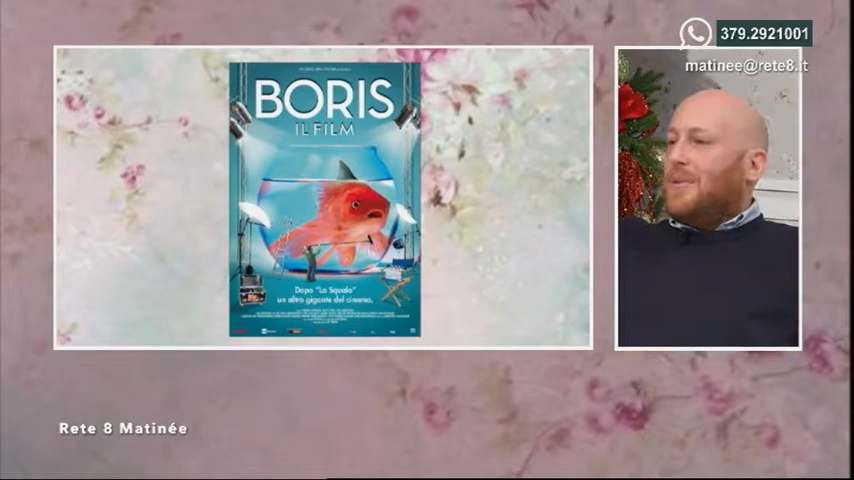 379.2921001
matinee@rete8.it
BORIS
IL FILM
Dopo "Lo Squalo"
un altro gigante del cinema.
Rete 8 Matinée